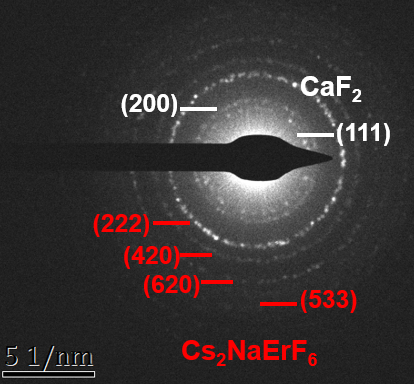 CaF₂
(200)
(111)
(222)
(420)
(620)
(533)
5 1/nm
Cs₂NaErF₆